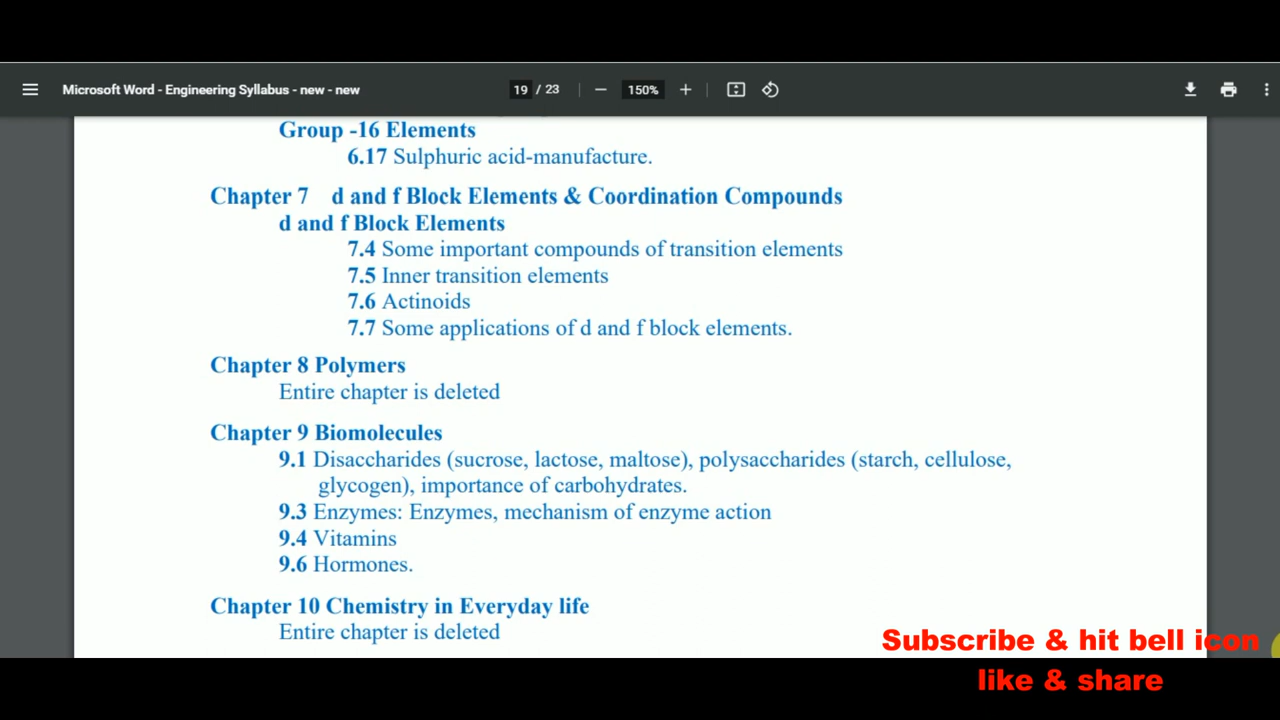 Microsoft Word - Engineering Syllabus - new - new
19 / 23
150%
Group -16 Elements
6.17 Sulphuric acid-manufacture.
Chapter 7 d and f Block Elements & Coordination Compounds
d and f Block Elements
7.4 Some important compounds of transition elements
7.5 Inner transition elements
7.6 Actinoids
7.7 Some applications of d and f block elements.
Chapter 8 Polymers
Entire chapter is deleted
Chapter 9 Biomolecules
9.1 Disaccharides (sucrose, lactose, maltose), polysaccharides (starch, cellulose,
glycogen), importance of carbohydrates.
9.3 Enzymes: Enzymes, mechanism of enzyme action
9.4 Vitamins
9.6 Hormones.
Chapter 10 Chemistry in Everyday life
Entire chapter is deleted
Subscribe & hit bell icon
like & share